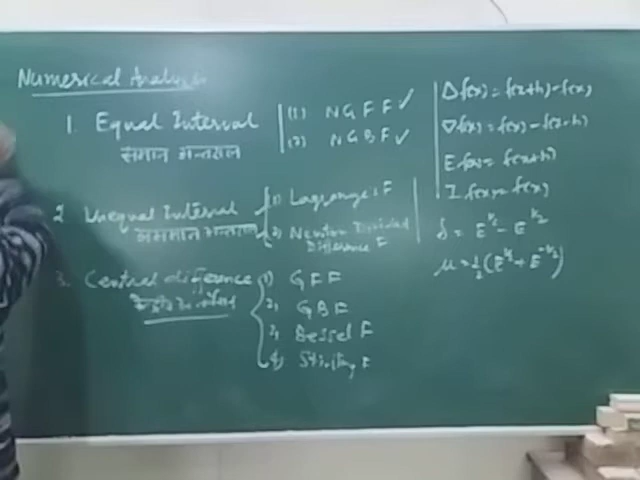 Numerical Analysis
1. Equal Interval
समान अन्तराल
(1) N G F F ✓
(2) N G B F ✓
2. Unequal Interval
असमान अन्तराल
1) Lagrange's F
2) Newton Divided
Difference F
3. Central difference
1) G F F
2) G B F
3) Bessel F
4) Stirling F
Δf(x) = f(x+h) - f(x)
∇f(x) = f(x) - f(x-h)
E f(x) = f(x+h)
I f(x) = f(x)
δ = E^½ - E^½
μ = ½(E^½ + E^-½)